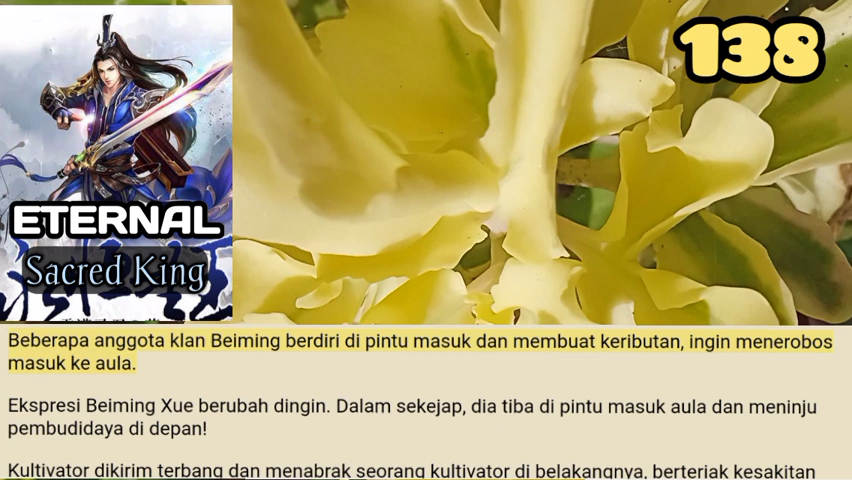 138
ETERNAL
Sacred King
Beberapa anggota klan Beiming berdiri di pintu masuk dan membuat keributan, ingin menerobos
masuk ke aula.
Ekspresi Beiming Xue berubah dingin. Dalam sekejap, dia tiba di pintu masuk aula dan meninju
pembudidaya di depan!
Kultivator dikirim terbang dan menabrak seorang kultivator di belakangnya, berteriak kesakitan